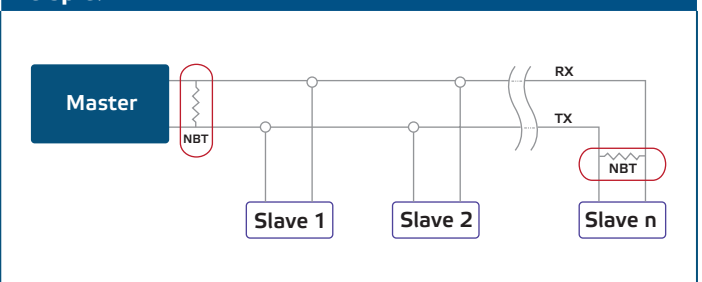 Master
RX
TX
NBT
NBT
Slave 1
Slave 2
Slave n